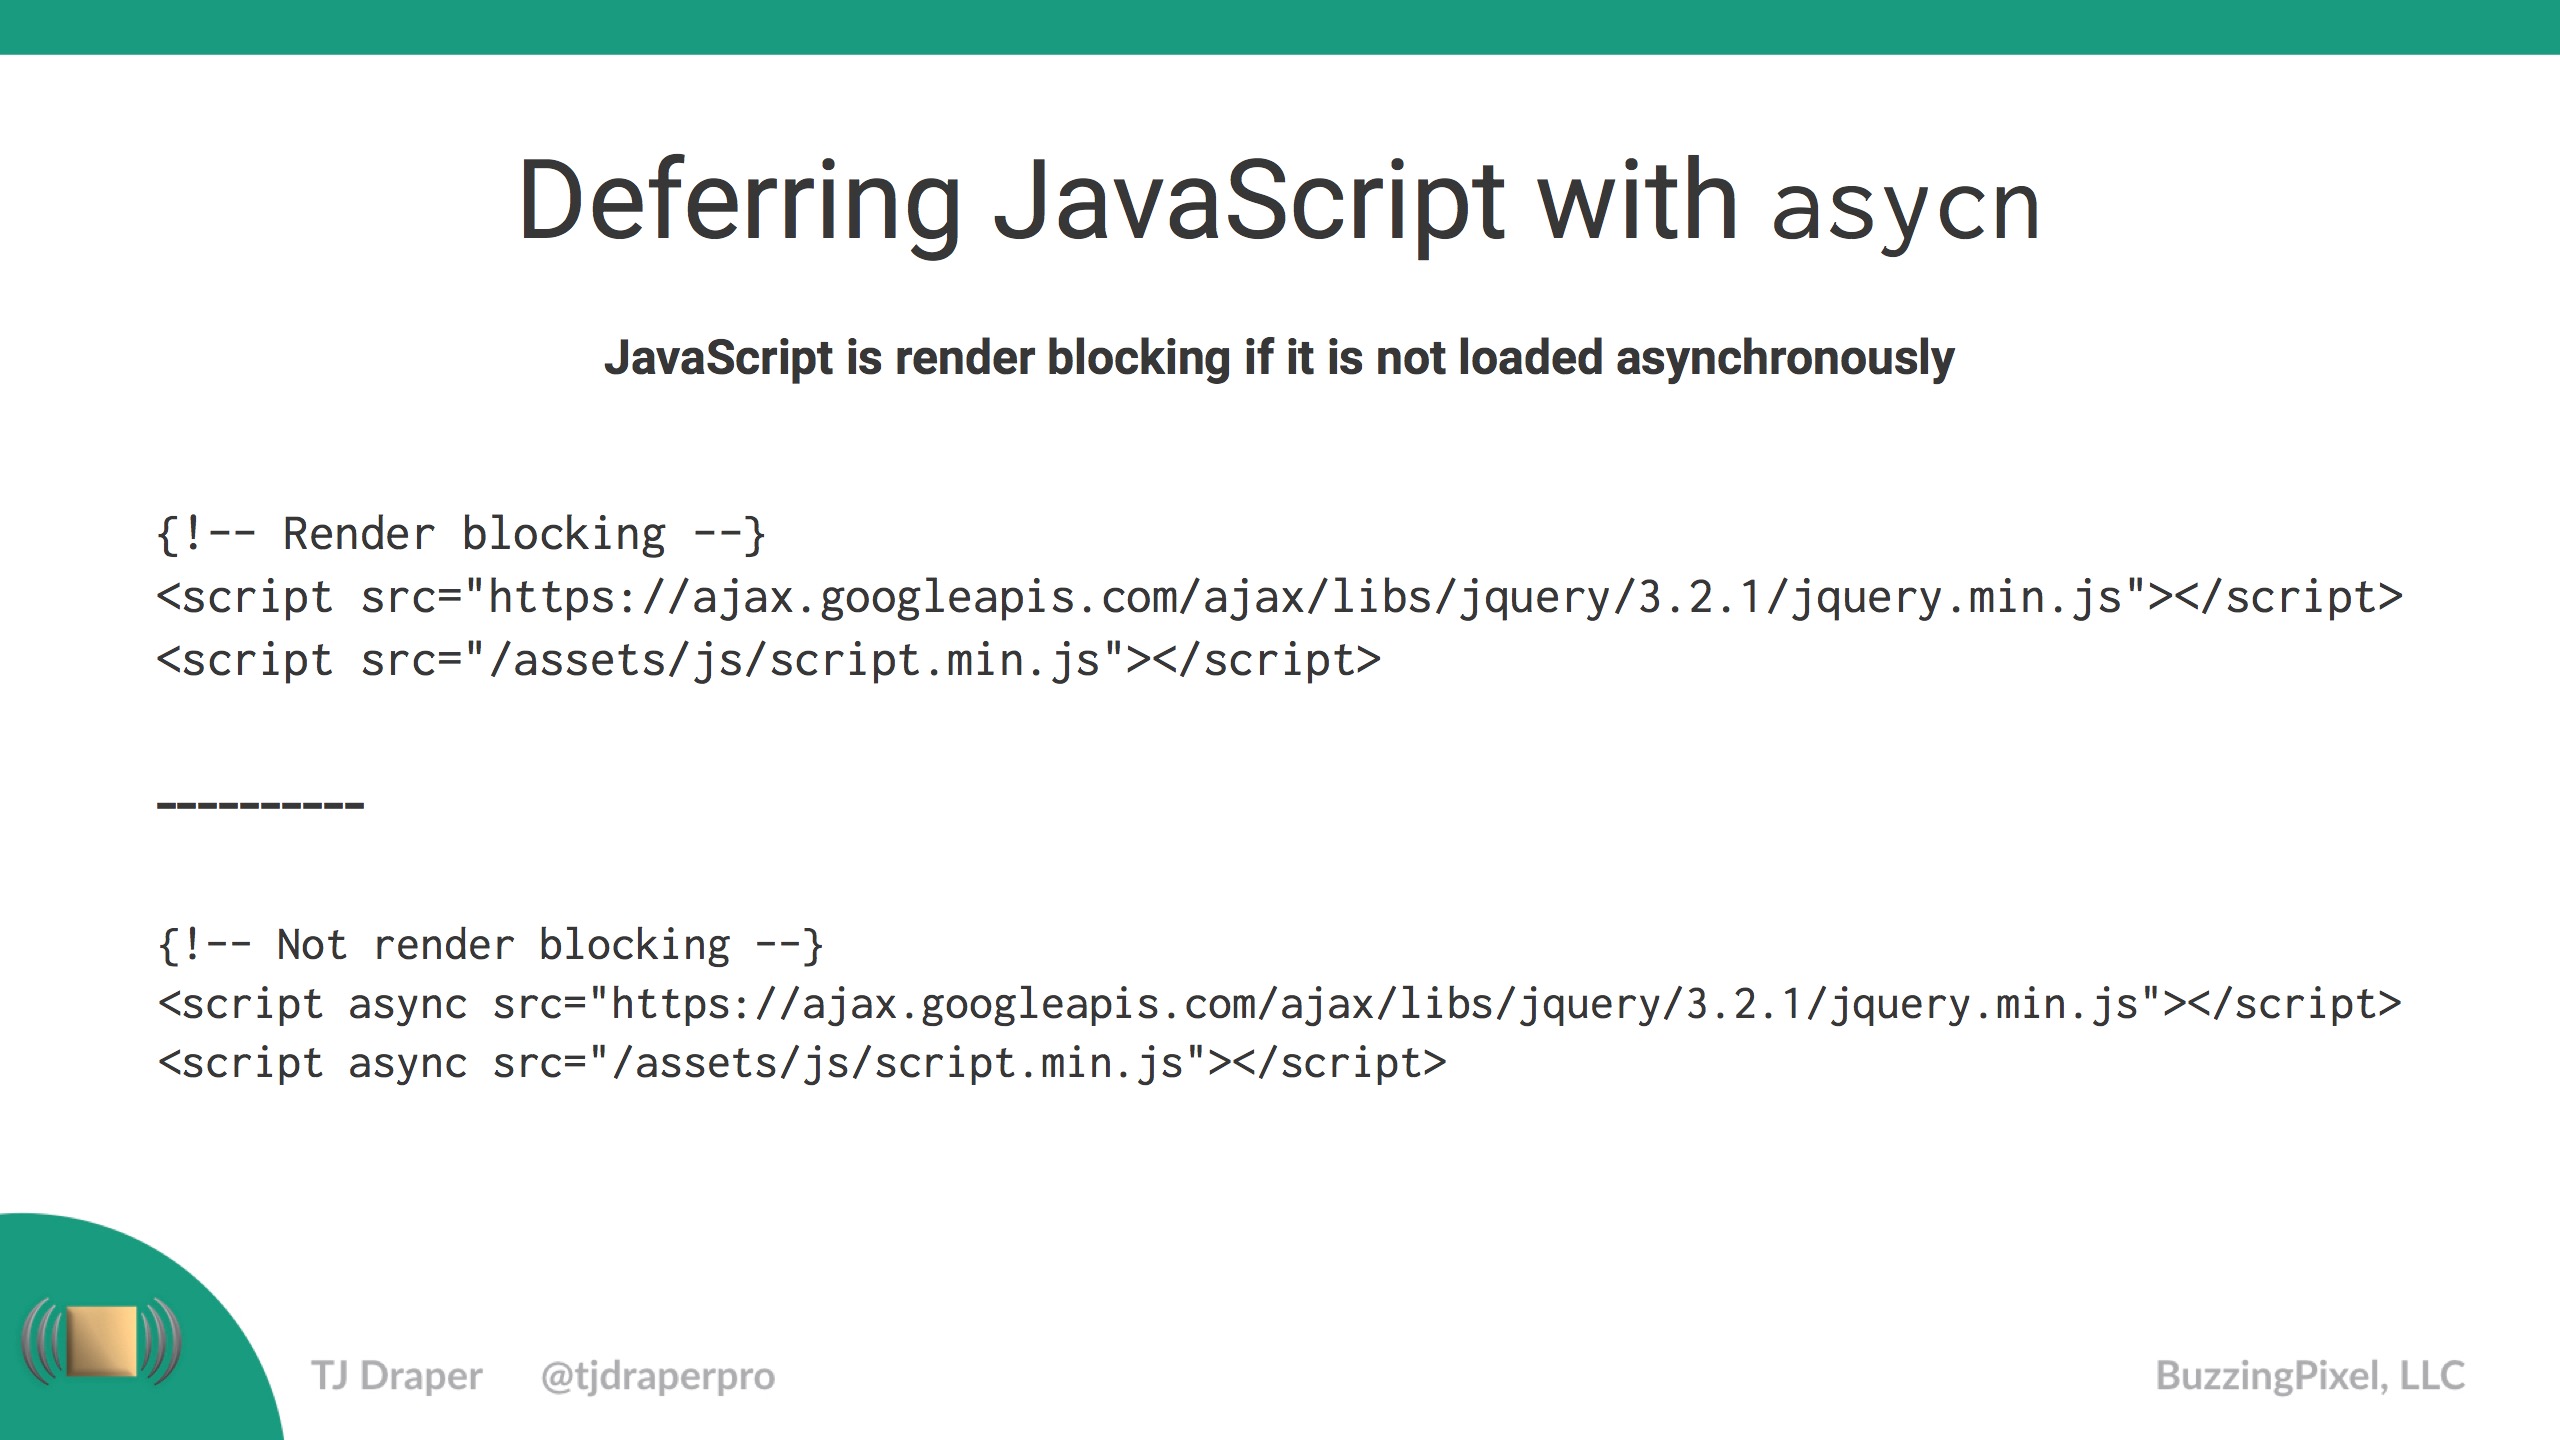 Deferring JavaScript with asycn
JavaScript is render blocking if it is not loaded asynchronously
{!-- Render blocking --}
<script src="https://ajax.googleapis.com/ajax/libs/jquery/3.2.1/jquery.min.js"></script>
<script src="/assets/js/script.min.js"></script>
----------
{!-- Not render blocking --}
<script async src="https://ajax.googleapis.com/ajax/libs/jquery/3.2.1/jquery.min.js"></script>
<script async src="/assets/js/script.min.js"></script>
TJ Draper @tjdraperpro BuzzingPixel, LLC